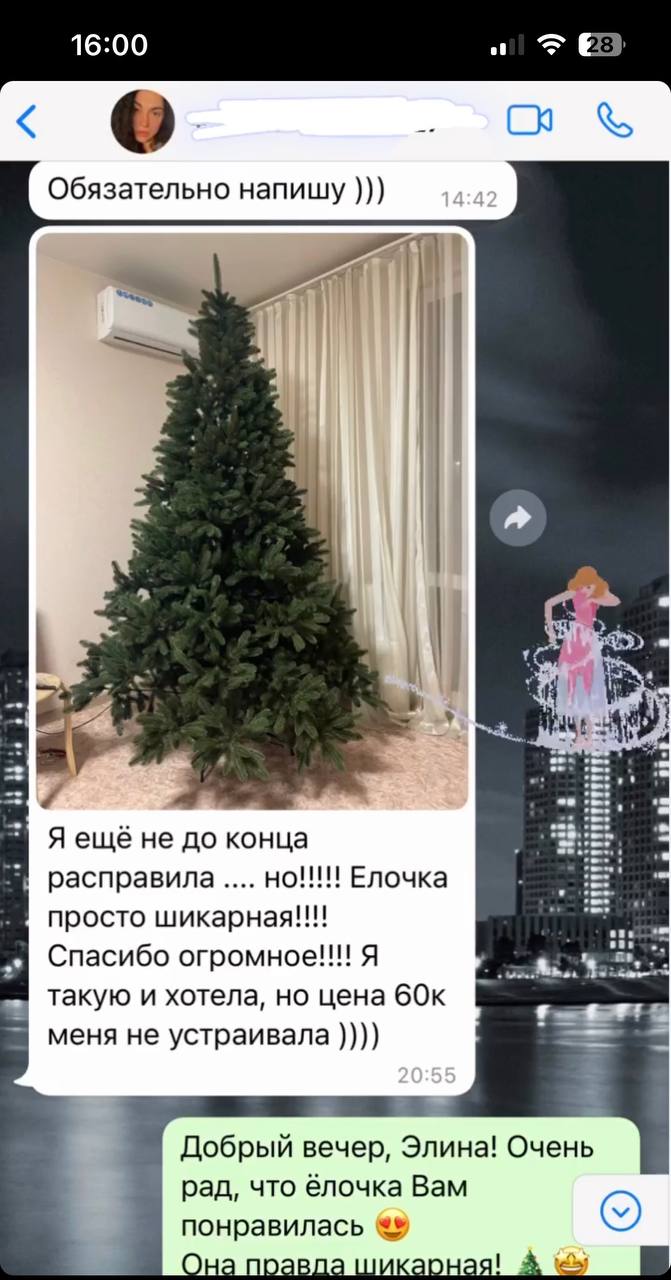 16:00
28
Обязательно напишу )))
14:42
Я ещё не до конца
расправила .... но!!!!! Елочка
просто шикарная!!!!
Спасибо огромное!!!! Я
такую и хотела, но цена 60к
меня не устраивала ))))
20:55
Добрый вечер, Элина! Очень
рад, что ёлочка Вам
понравилась 😍
Она правда шикарная! 🎄🤩